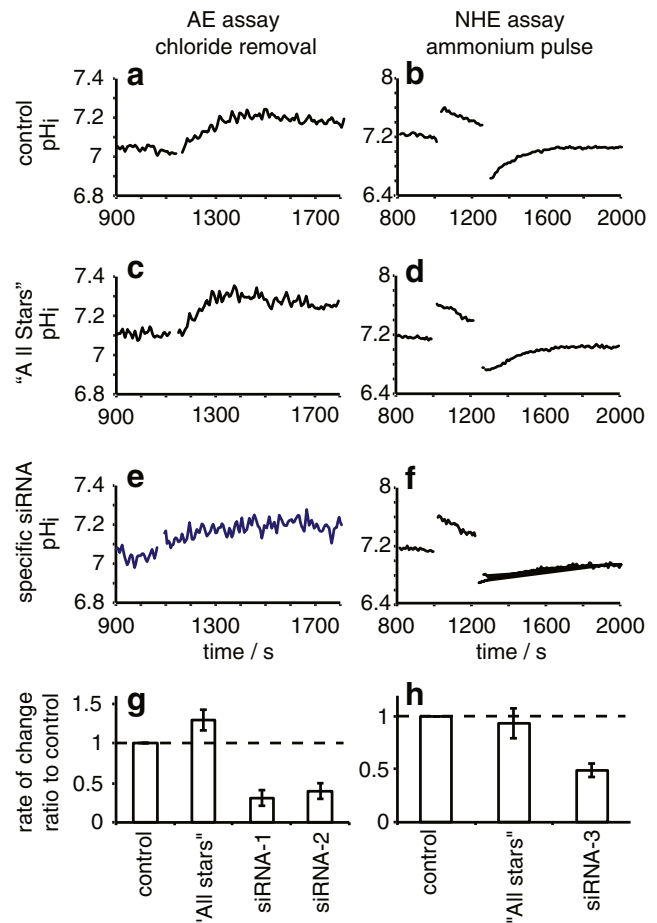 AE assay
chloride removal
NHE assay
ammonium pulse
a
control
pHi
7.4
7.2
7
6.8
900 1300 1700
b
8
7.2
6.4
800 1200 1600 2000
c
"A ll Stars"
pHi
7.4
7.2
7
6.8
900 1300 1700
d
8
7.2
6.4
800 1200 1600 2000
e
specific siRNA
pHi
7.4
7.2
7
6.8
900 1300 1700
time / s
f
8
7.2
6.4
800 1200 1600 2000
time / s
g
rate of change
ratio to control
1.5
1
0.5
0
control
"All stars"
siRNA-1
siRNA-2
h
1
0.5
0
control
"All stars"
siRNA-3